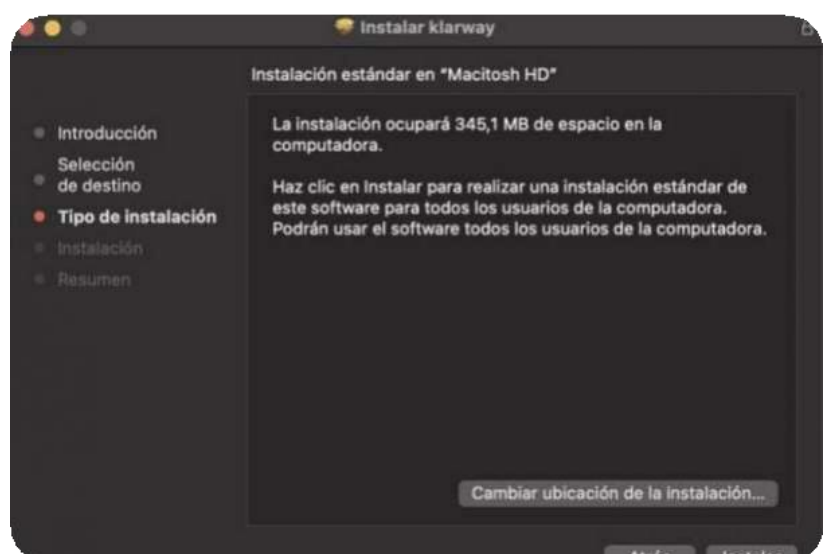 Instalar klarway
Instalación estándar en "Macitosh HD"
Introducción
Selección
de destino
Tipo de instalación
Instalación
Resumen
La instalación ocupará 345,1 MB de espacio en la
computadora.
Haz clic en Instalar para realizar una instalación estándar de
este software para todos los usuarios de la computadora.
Podrán usar el software todos los usuarios de la computadora.
Cambiar ubicación de la instalación...